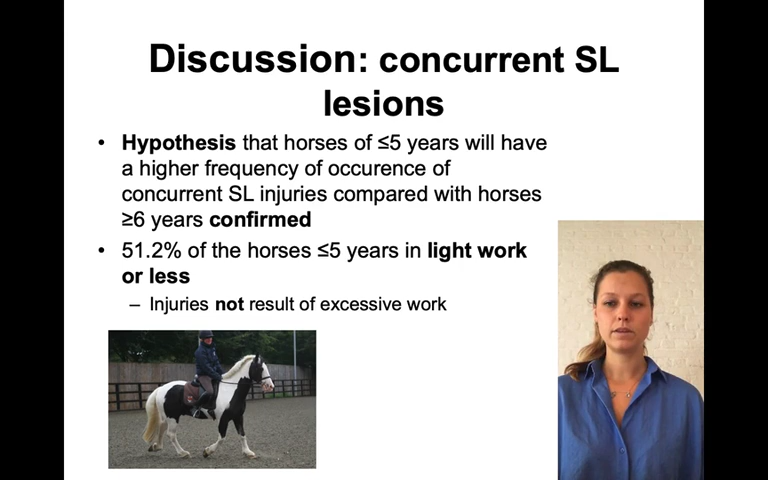 Discussion: concurrent SL
lesions
• Hypothesis that horses of ≤5 years will have
a higher frequency of occurence of
concurrent SL injuries compared with horses
≥6 years confirmed
• 51.2% of the horses ≤5 years in light work
or less
– Injuries not result of excessive work